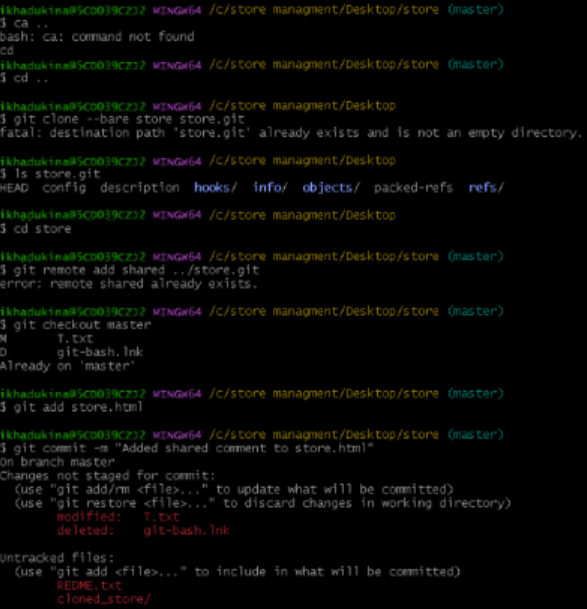 ikhadukina@5CD039CZJ2 MINGW64 /c/store managment/Desktop/store (master)
$ ca ..
bash: ca: command not found
cd
ikhadukina@5CD039CZJ2 MINGW64 /c/store managment/Desktop/store (master)
$ cd ..
ikhadukina@5CD039CZJ2 MINGW64 /c/store managment/Desktop
$ git clone --bare store store.git
fatal: destination path 'store.git' already exists and is not an empty directory.
ikhadukina@5CD039CZJ2 MINGW64 /c/store managment/Desktop
$ ls store.git
HEAD config description hooks/ info/ objects/ packed-refs refs/
ikhadukina@5CD039CZJ2 MINGW64 /c/store managment/Desktop
$ cd store
ikhadukina@5CD039CZJ2 MINGW64 /c/store managment/Desktop/store (master)
$ git remote add shared ../store.git
error: remote shared already exists.
ikhadukina@5CD039CZJ2 MINGW64 /c/store managment/Desktop/store (master)
$ git checkout master
M T.txt
D git-bash.lnk
Already on 'master'
ikhadukina@5CD039CZJ2 MINGW64 /c/store managment/Desktop/store (master)
$ git add store.html
ikhadukina@5CD039CZJ2 MINGW64 /c/store managment/Desktop/store (master)
$ git commit -m "Added shared comment to store.html"
On branch master
Changes not staged for commit:
(use "git add/rm <file>..." to update what will be committed)
(use "git restore <file>..." to discard changes in working directory)
modified: T.txt
deleted: git-bash.lnk
Untracked files:
(use "git add <file>..." to include in what will be committed)
REDME.txt
cloned_store/